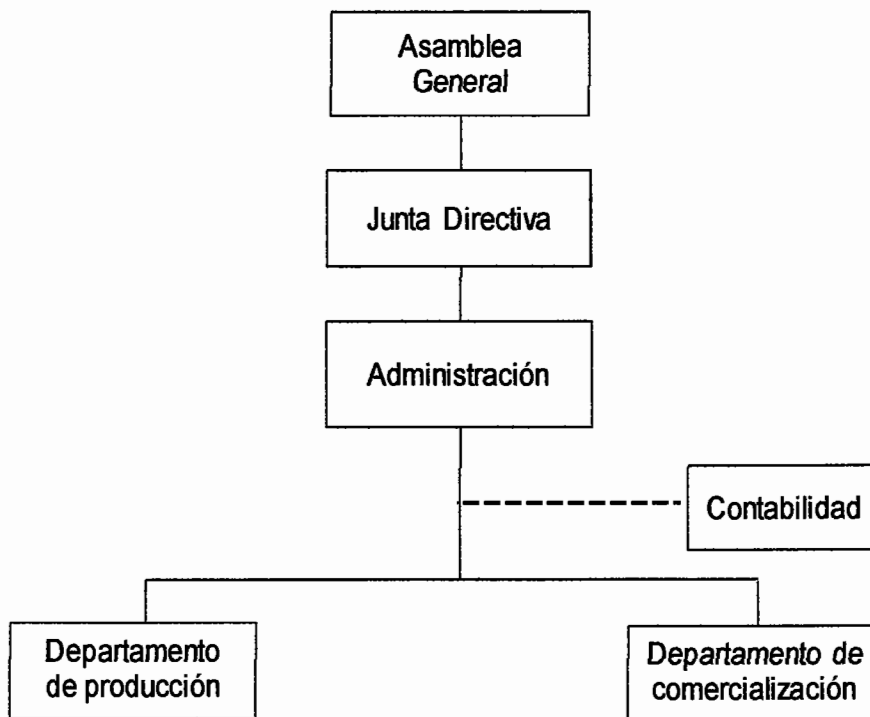 Asamblea
General
Junta Directiva
Administración
Contabilidad
Departamento
de producción
Departamento de
comercialización